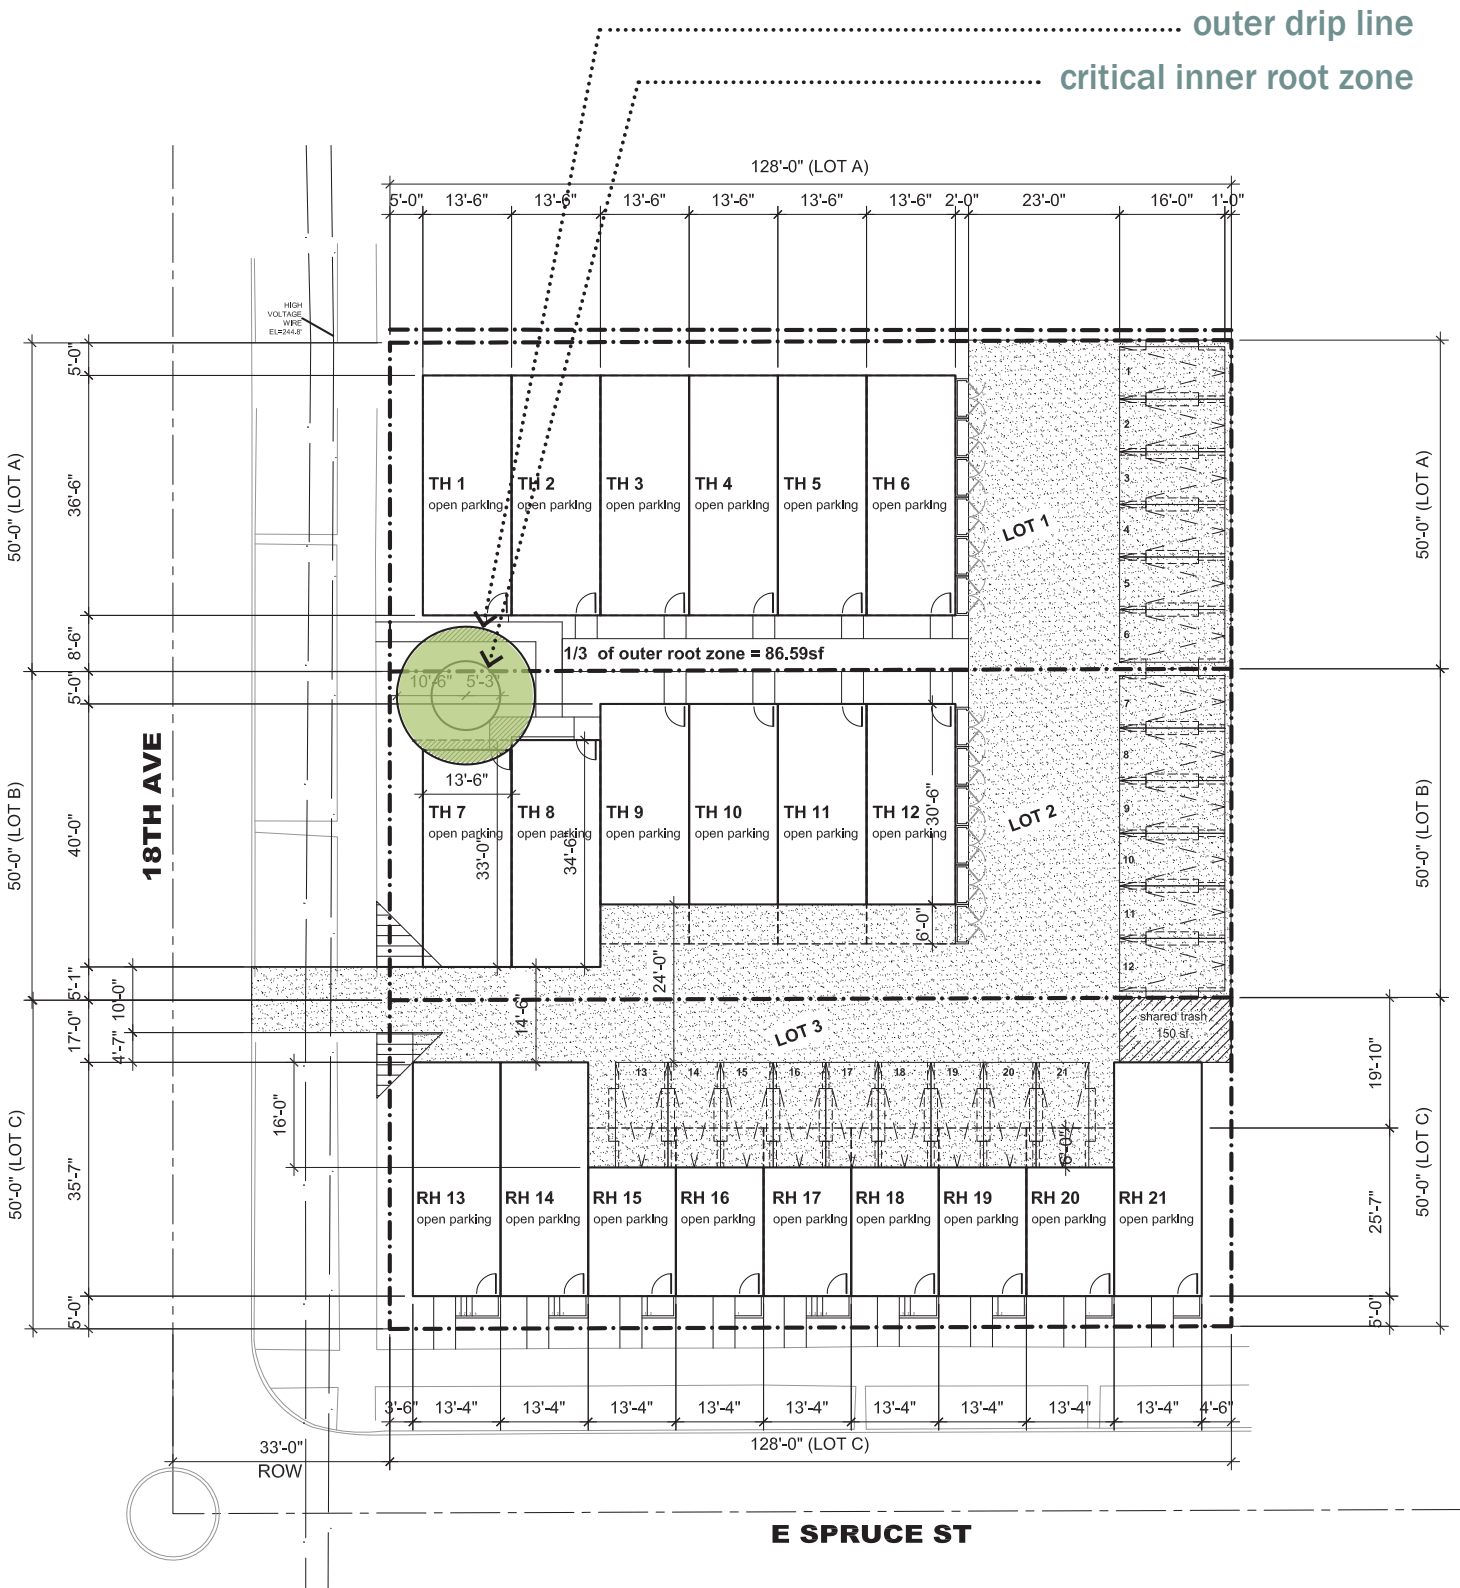 outer drip line
critical inner root zone
128'-0" (LOT A)
5'-0" 13'-6" 13'-6" 13'-6" 13'-6" 13'-6" 13'-6" 2'-0" 23'-0" 16'-0" 1'-0"
HIGH
VOLTAGE
WIRE
EL=244.8'
5'-0"
50'-0" (LOT A)
36'-6"
8'-6"
5'-0"
50'-0" (LOT B)
40'-0"
5'-1"
10'-0"
17'-0"
4'-7"
50'-0" (LOT C)
35'-7"
5'-0"
16'-0"
18TH AVE
TH 1
open parking
TH 2
open parking
TH 3
open parking
TH 4
open parking
TH 5
open parking
TH 6
open parking
LOT 1
1
2
3
4
5
6
50'-0" (LOT A)
1/3 of outer root zone = 86.59sf
10'-6" 5'-3"
13'-6"
TH 7
open parking
TH 8
open parking
TH 9
open parking
TH 10
open parking
TH 11
open parking
TH 12
open parking
33'-0"
34'-6"
30'-6"
6'-0"
24'-0"
14'-6"
LOT 2
7
8
9
10
11
12
50'-0" (LOT B)
LOT 3
shared trash
150 sf
13 14 15 16 17 18 19 20 21
6'-0"
19'-10"
25'-7"
5'-0"
50'-0" (LOT C)
RH 13
open parking
RH 14
open parking
RH 15
open parking
RH 16
open parking
RH 17
open parking
RH 18
open parking
RH 19
open parking
RH 20
open parking
RH 21
open parking
3'-6" 13'-4" 13'-4" 13'-4" 13'-4" 13'-4" 13'-4" 13'-4" 13'-4" 13'-4" 4'-6"
33'-0"
ROW
128'-0" (LOT C)
E SPRUCE ST